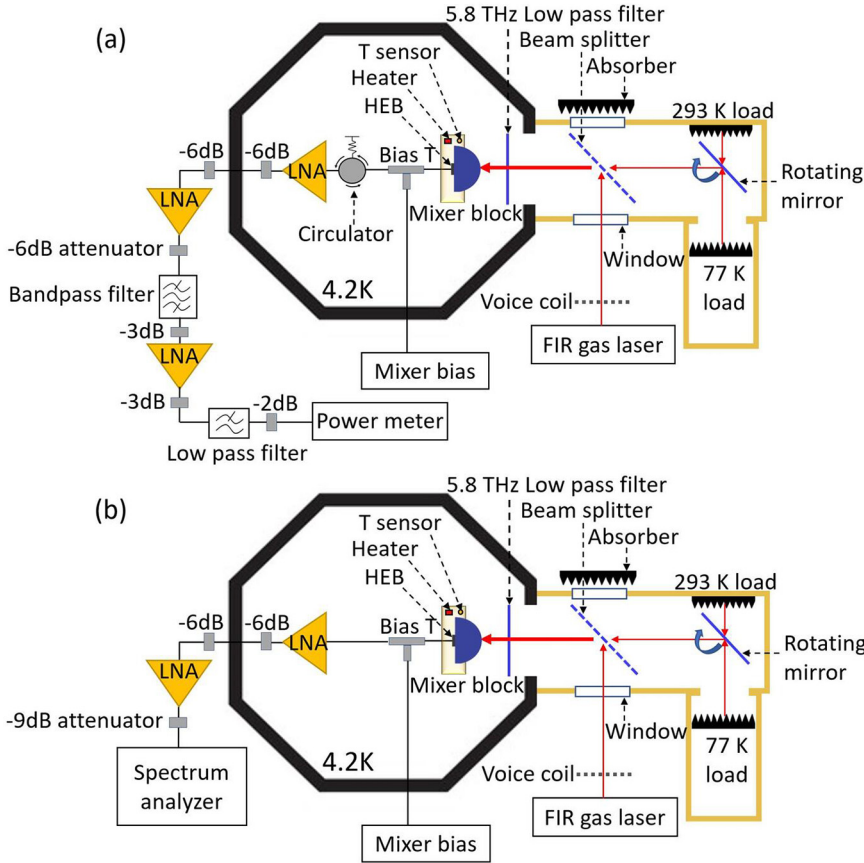 (a)
5.8 THz Low pass filter
Beam splitter
Absorber
T sensor
Heater
HEB
293 K load
-6dB
-6dB
LNA
Bias T
Rotating
mirror
LNA
Circulator
Mixer block
-6dB attenuator
Window
77 K
load
Bandpass filter
4.2K
Voice coil
-3dB
LNA
FIR gas laser
Mixer bias
-3dB
-2dB
Power meter
Low pass filter
(b)
5.8 THz Low pass filter
Beam splitter
Absorber
T sensor
Heater
HEB
293 K load
-6dB
-6dB
LNA
Bias T
Rotating
mirror
LNA
Mixer block
-9dB attenuator
Window
77 K
load
Spectrum
analyzer
4.2K
Voice coil
FIR gas laser
Mixer bias